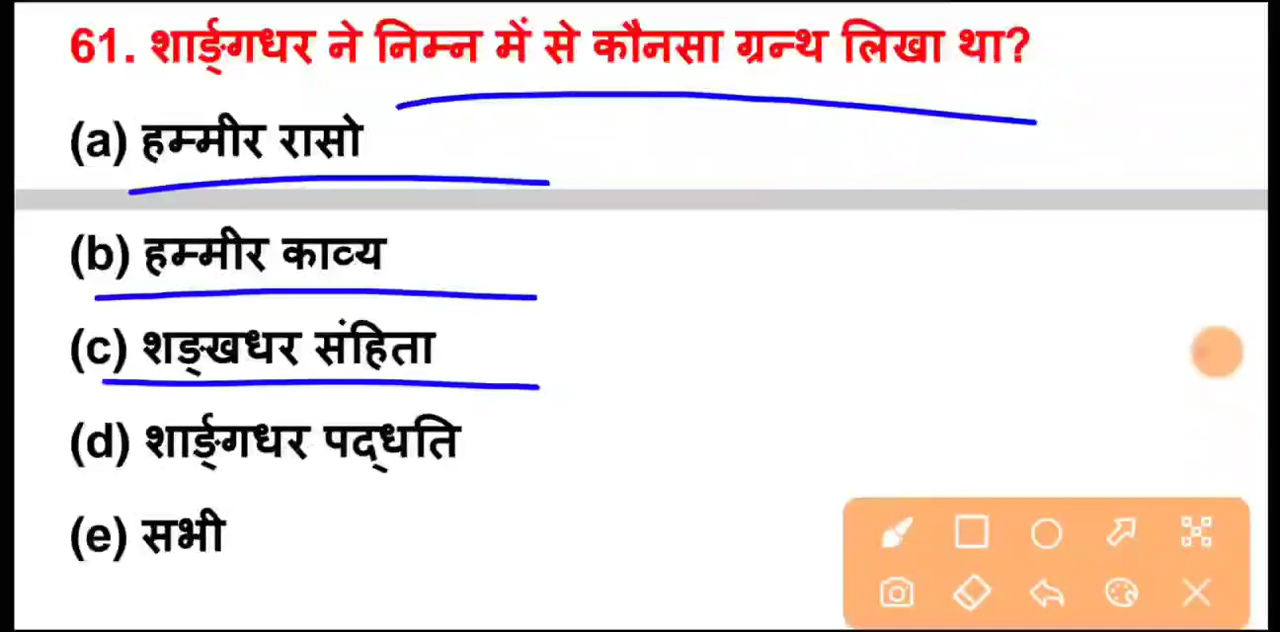 61. शार्ङ्गधर ने निम्न में से कौनसा ग्रन्थ लिखा था?
(a) हम्मीर रासो
(b) हम्मीर काव्य
(c) शङ्खधर संहिता
(d) शार्ङ्गधर पद्धति
(e) सभी